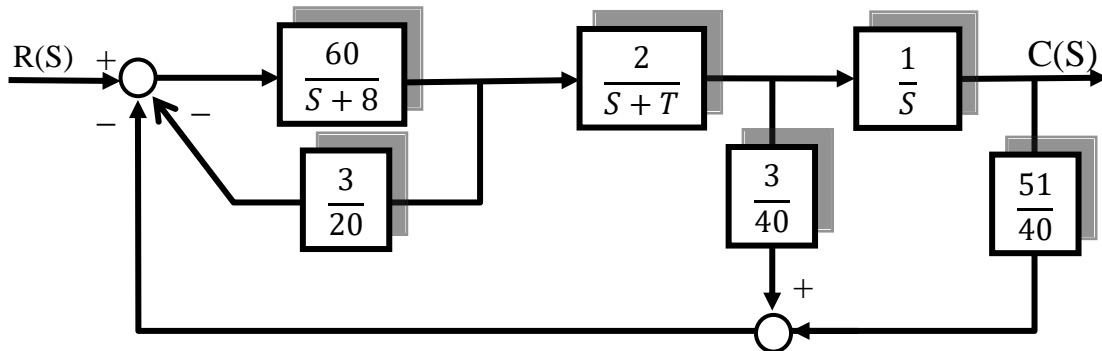 R(S) + 60/(S + 8) 2/(S + T) 1/S C(S)
− −
3/20 3/40 51/40
+